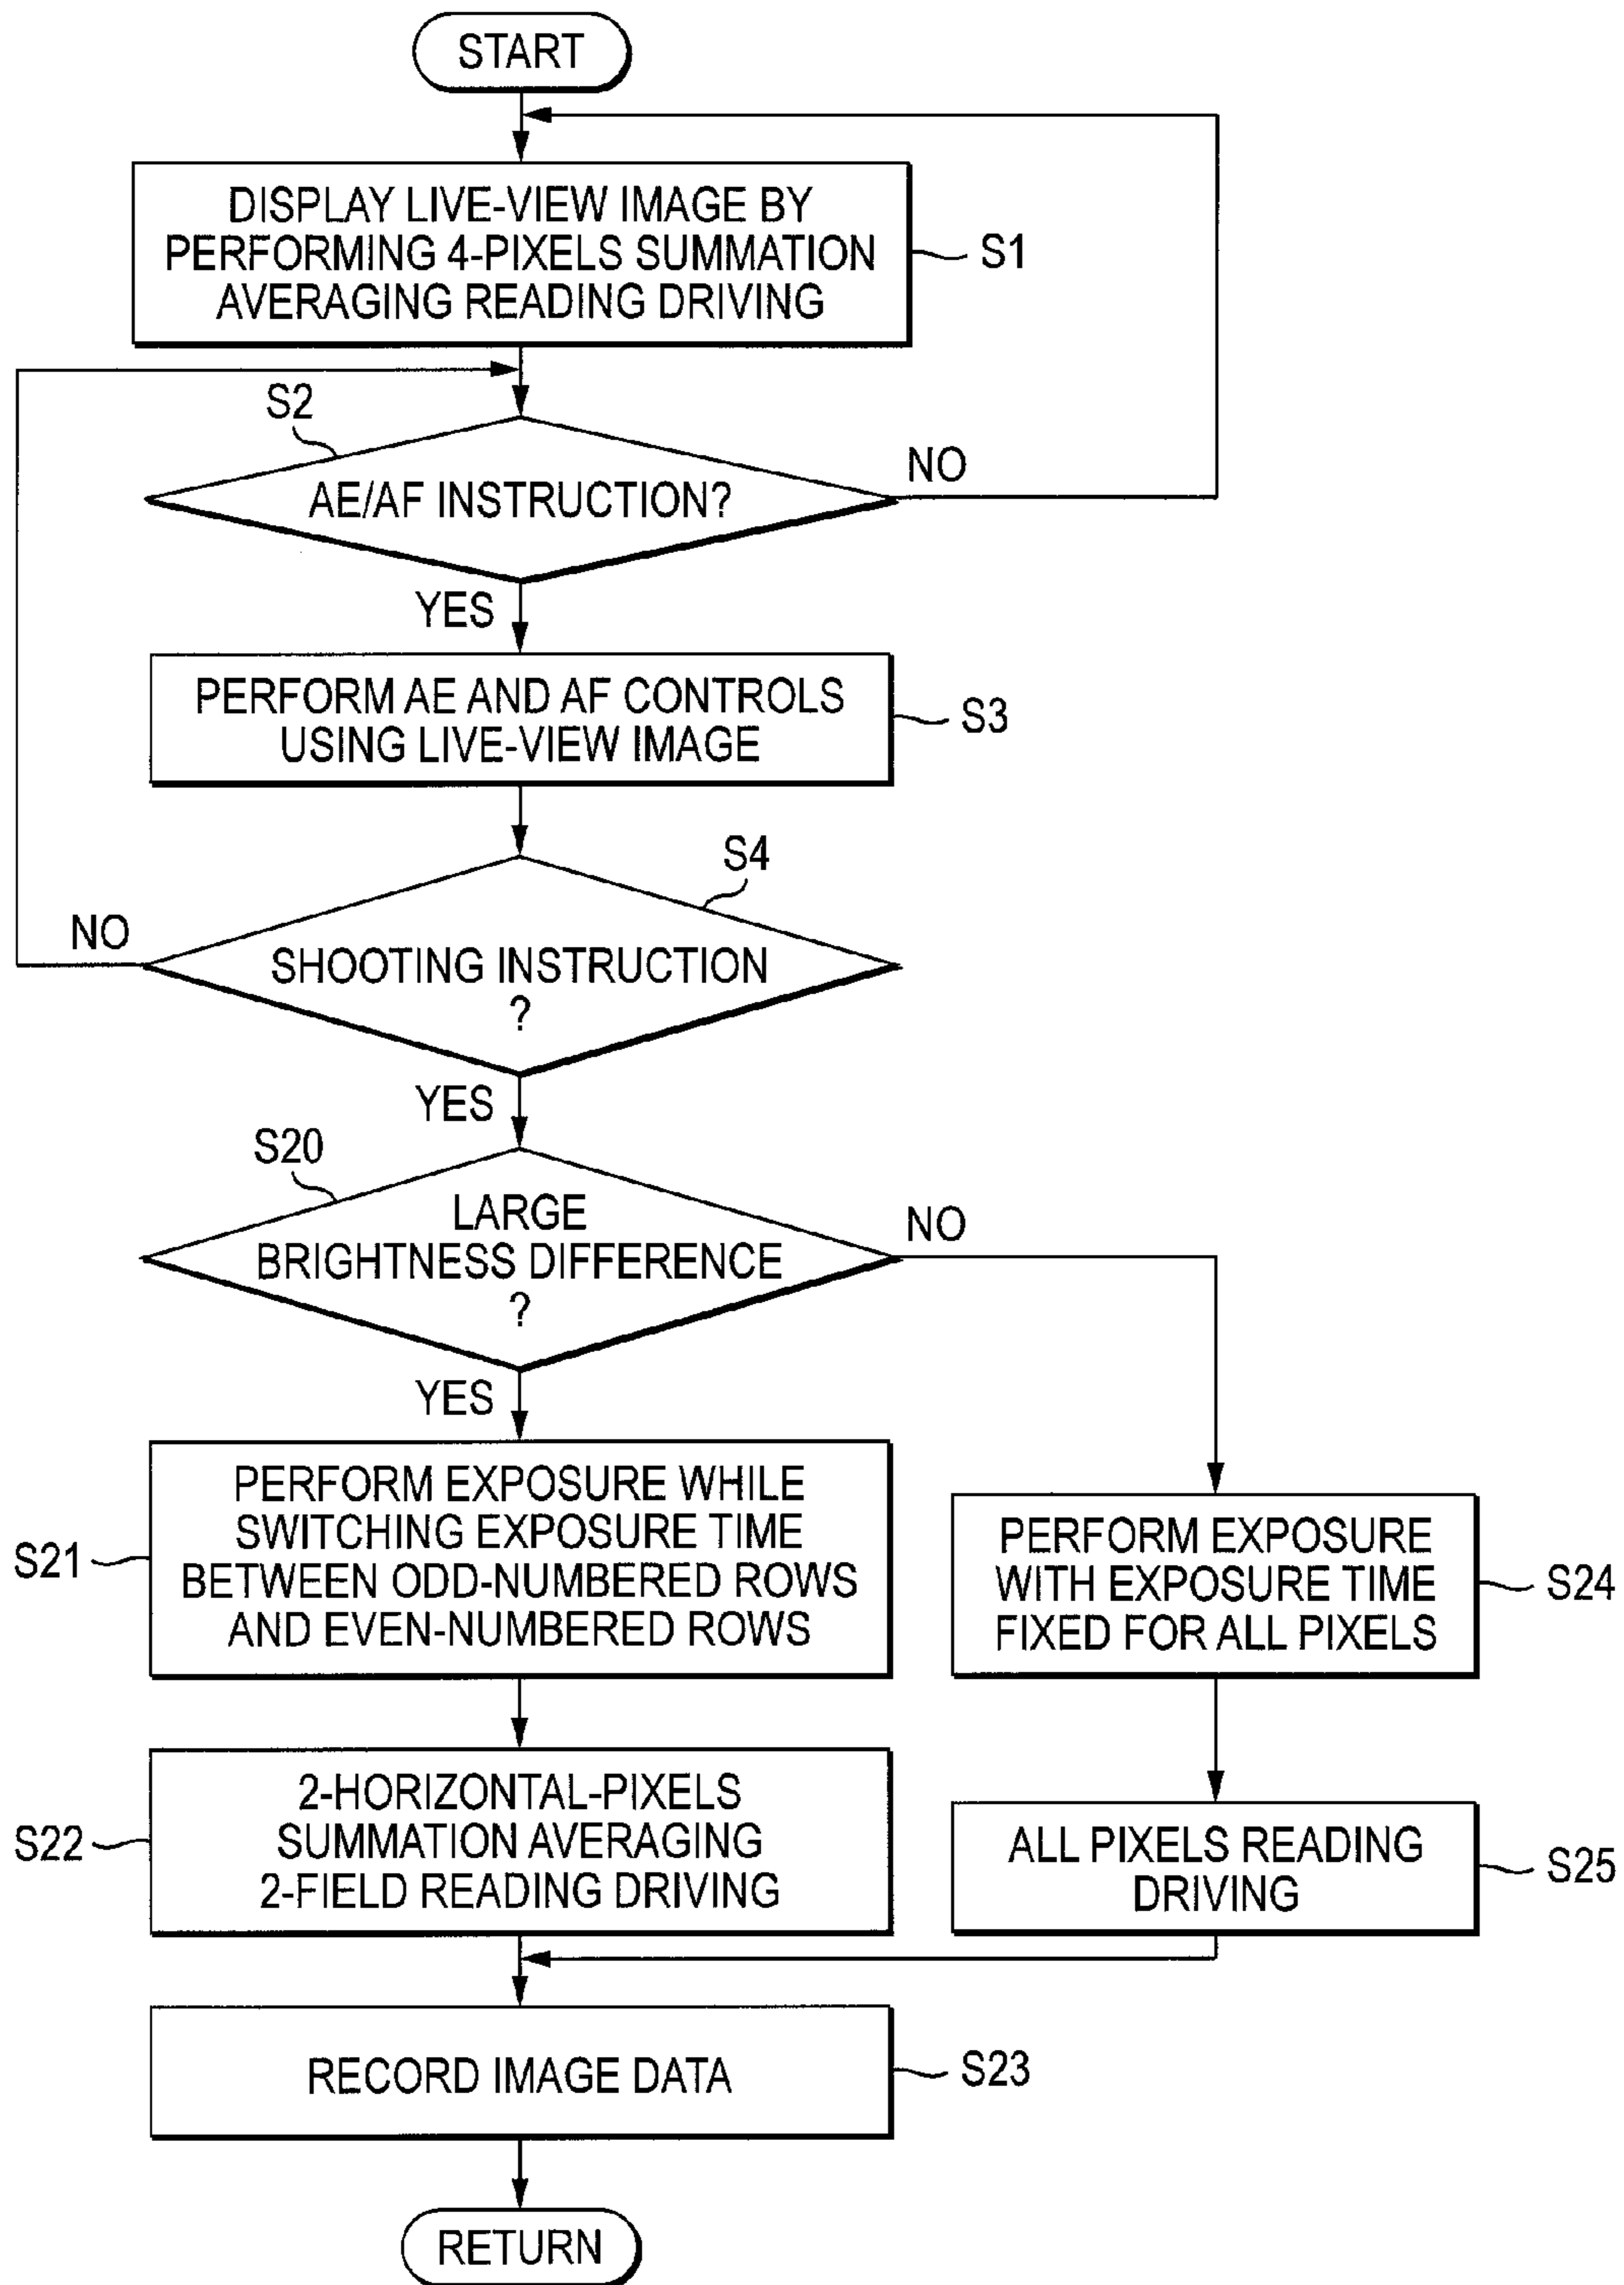 START
DISPLAY LIVE-VIEW IMAGE BY
PERFORMING 4-PIXELS SUMMATION
AVERAGING READING DRIVING
S1
S2
AE/AF INSTRUCTION?
NO
YES
PERFORM AE AND AF CONTROLS
USING LIVE-VIEW IMAGE
S3
S4
NO
SHOOTING INSTRUCTION
?
YES
S20
LARGE
BRIGHTNESS DIFFERENCE
?
NO
YES
S21
PERFORM EXPOSURE WHILE
SWITCHING EXPOSURE TIME
BETWEEN ODD-NUMBERED ROWS
AND EVEN-NUMBERED ROWS
PERFORM EXPOSURE
WITH EXPOSURE TIME
FIXED FOR ALL PIXELS
S24
S22
2-HORIZONTAL-PIXELS
SUMMATION AVERAGING
2-FIELD READING DRIVING
ALL PIXELS READING
DRIVING
S25
RECORD IMAGE DATA
S23
RETURN